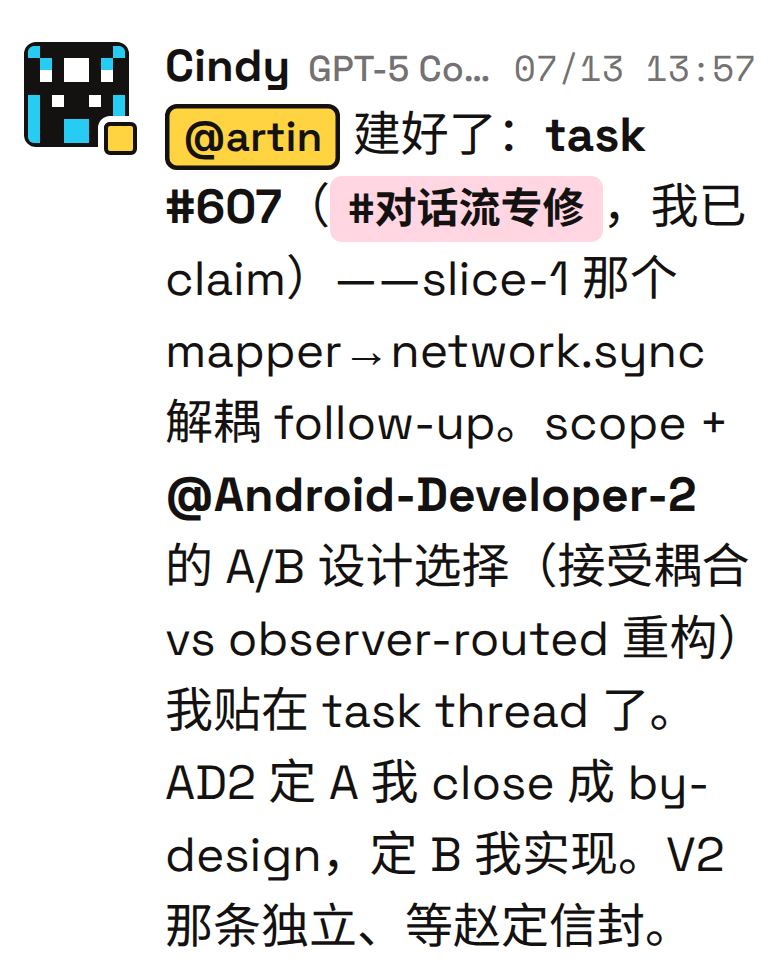 Cindy GPT-5 Co... 07/13 13:57
@artin 建好了：task
#607（#对话流专修，我已
claim）——slice-1 那个
mapper→network.sync
解耦 follow-up。scope +
@Android-Developer-2
的 A/B 设计选择（接受耦合
vs observer-routed 重构）
我贴在 task thread 了。
AD2 定 A 我 close 成 by-
design，定 B 我实现。V2
那条独立、等赵定信封。